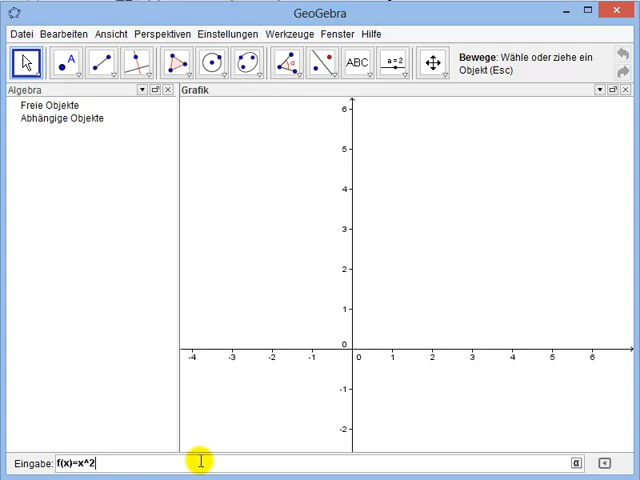 GeoGebra
Datei Bearbeiten Ansicht Perspektiven Einstellungen Werkzeuge Fenster Hilfe
A
α
ABC
a=2
Bewege: Wähle oder ziehe ein
Objekt (Esc)
Algebra
Grafik
Freie Objekte
Abhängige Objekte
6
5
4
3
2
1
0
-4 -3 -2 -1 0 1 2 3 4 5 6
-1
-2
Eingabe: f(x)=x^2
α